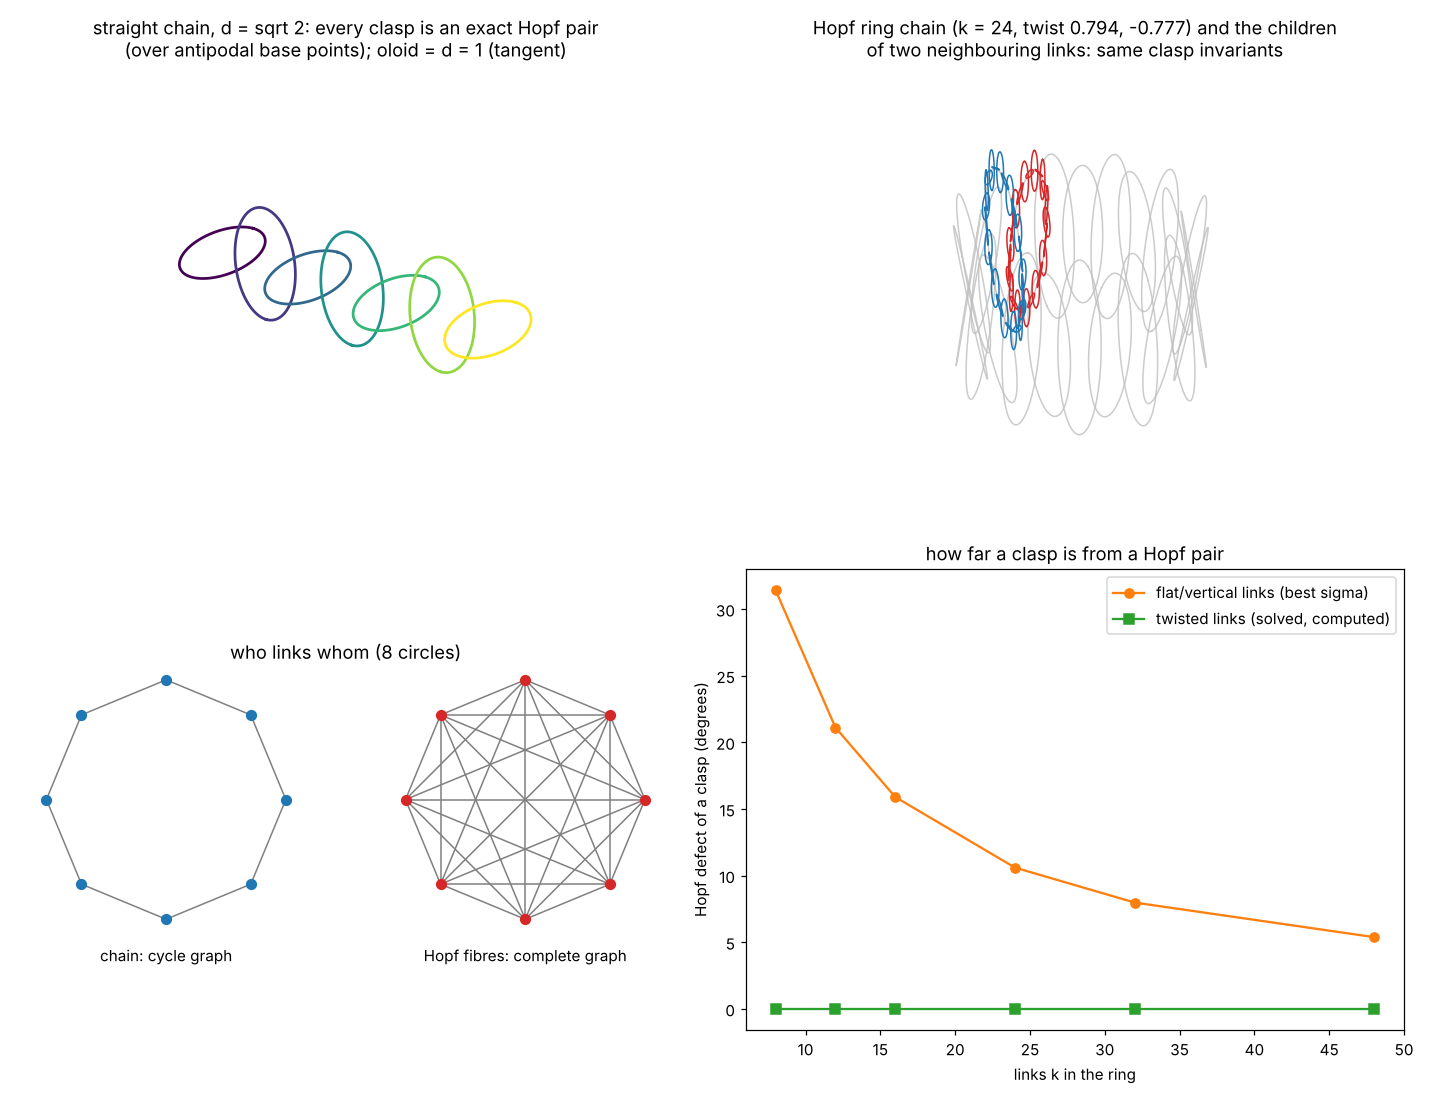 straight chain, d = sqrt 2: every clasp is an exact Hopf pair
(over antipodal base points); oloid = d = 1 (tangent)
Hopf ring chain (k = 24, twist 0.794, -0.777) and the children
of two neighbouring links: same clasp invariants
who links whom (8 circles)
chain: cycle graph
Hopf fibres: complete graph
how far a clasp is from a Hopf pair
flat/vertical links (best sigma)
twisted links (solved, computed)
Hopf defect of a clasp (degrees)
30
25
20
15
10
5
0
10
15
20
25
30
35
40
45
50
links k in the ring